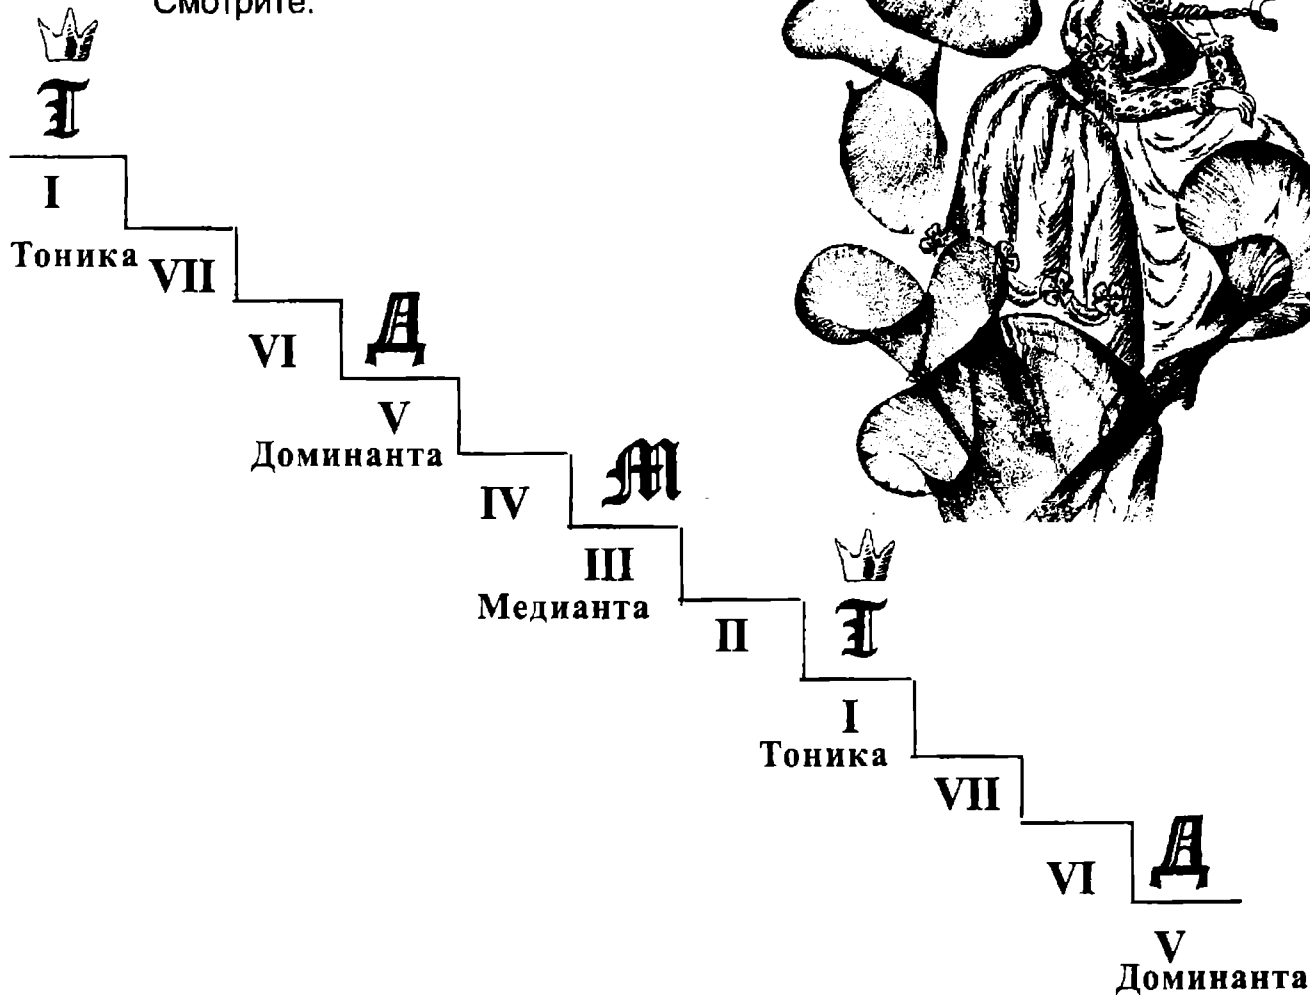 Смотрите:
Т
I
Тоника
VII
VI
Д
V
Доминанта
IV
М
III
Медианта
II
Т
I
Тоника
VII
VI
Д
V
Доминанта